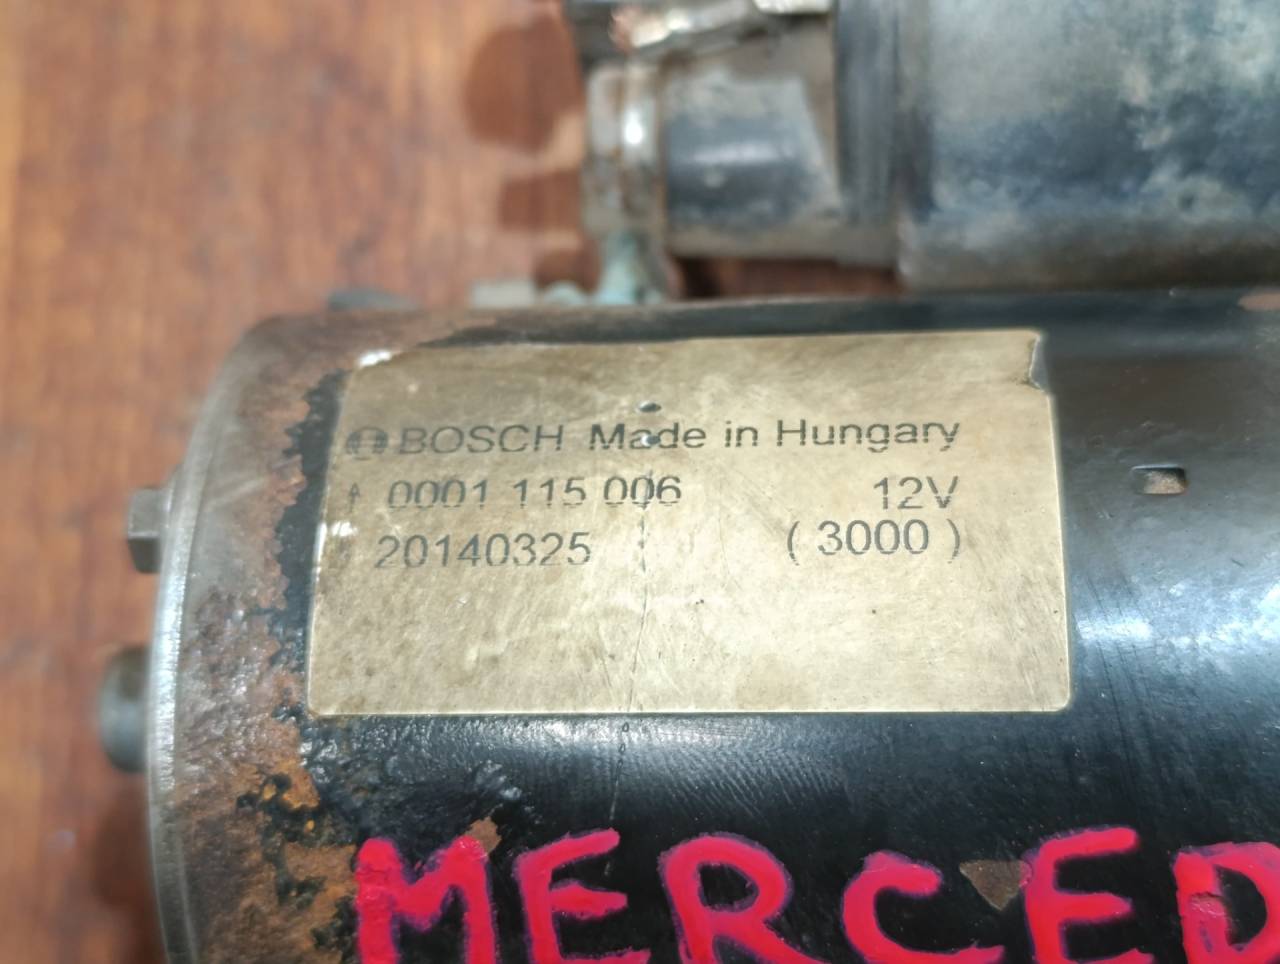 BOSCH Made in Hungary
0001 115 006 12V
20140325 (3000)
MERCED